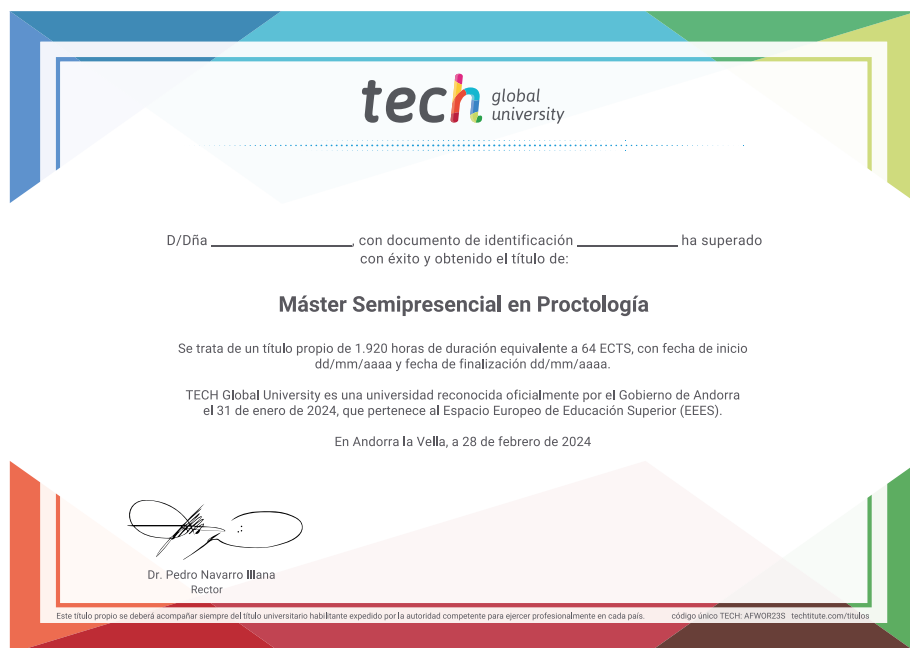 tech global university
D/Dña ________________, con documento de identificación ____________ ha superado
con éxito y obtenido el título de:
Máster Semipresencial en Proctología
Se trata de un título propio de 1.920 horas de duración equivalente a 64 ECTS, con fecha de inicio
dd/mm/aaaa y fecha de finalización dd/mm/aaaa.
TECH Global University es una universidad reconocida oficialmente por el Gobierno de Andorra
el 31 de enero de 2024, que pertenece al Espacio Europeo de Educación Superior (EEES).
En Andorra la Vella, a 28 de febrero de 2024
Dr. Pedro Navarro Illana
Rector
Este título propio se deberá acompañar siempre del título universitario habilitante expedido por la autoridad competente para ejercer profesionalmente en cada país. código único TECH: AFWOR23S techtitute.com/titulos